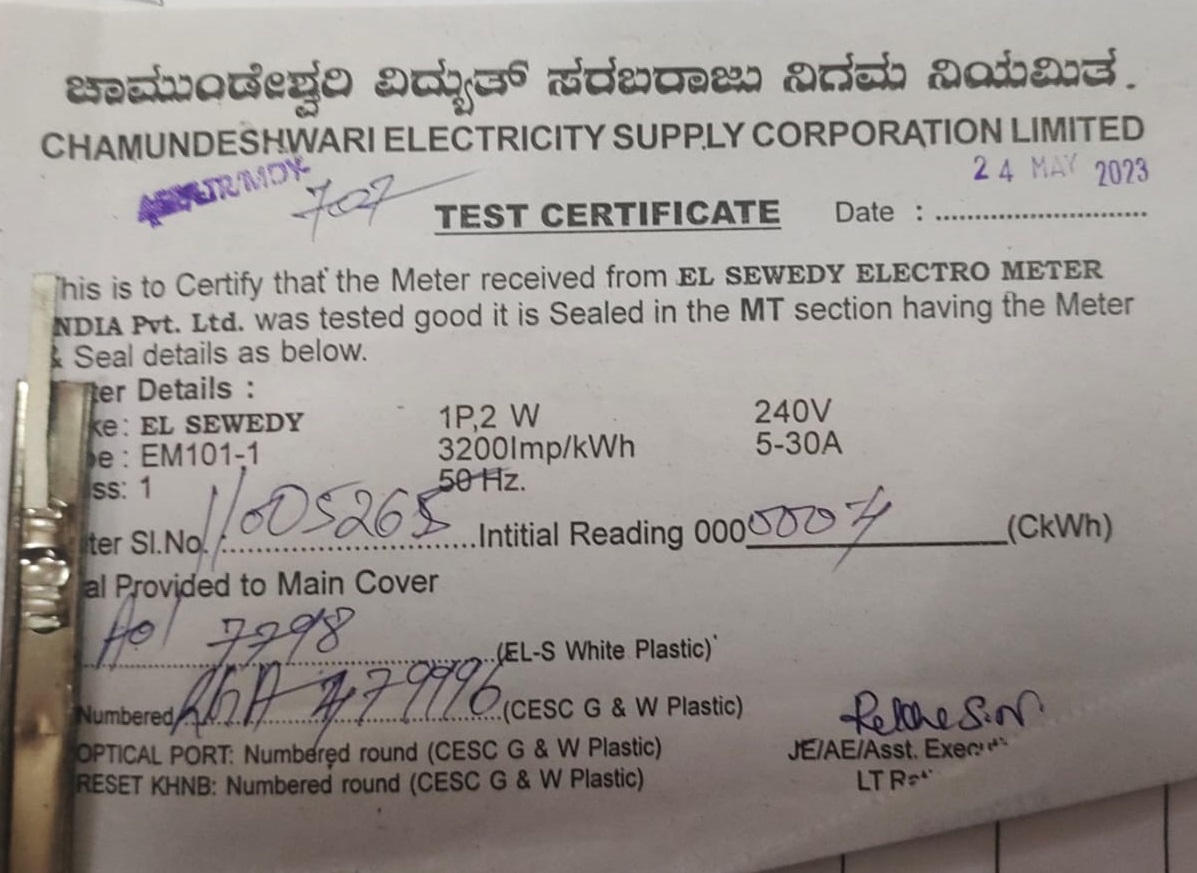 ಚಾಮುಂಡೇಶ್ವರಿ ವಿದ್ಯುತ್ ಸರಬರಾಜು ನಿಗಮ ನಿಯಮಿತ.
CHAMUNDESHWARI ELECTRICITY SUPPLY CORPORATION LIMITED
24 MAY 2023
707
TEST CERTIFICATE Date : ............................
his is to Certify that the Meter received from EL SEWEDY ELECTRO METER
NDIA Pvt. Ltd. was tested good it is Sealed in the MT section having the Meter
& Seal details as below.
ter Details :
ke: EL SEWEDY 1P,2 W 240V
e : EM101-1 3200Imp/kWh 5-30A
ss: 1 50 Hz.
ter Sl.No. 11005265 Intitial Reading 000 0007 (CkWh)
al Provided to Main Cover
7798 (EL-S White Plastic)
Numbered 479996 (CESC G & W Plastic)
OPTICAL PORT: Numbered round (CESC G & W Plastic) JE/AE/Asst. Execu
RESET KHNB: Numbered round (CESC G & W Plastic) LT R